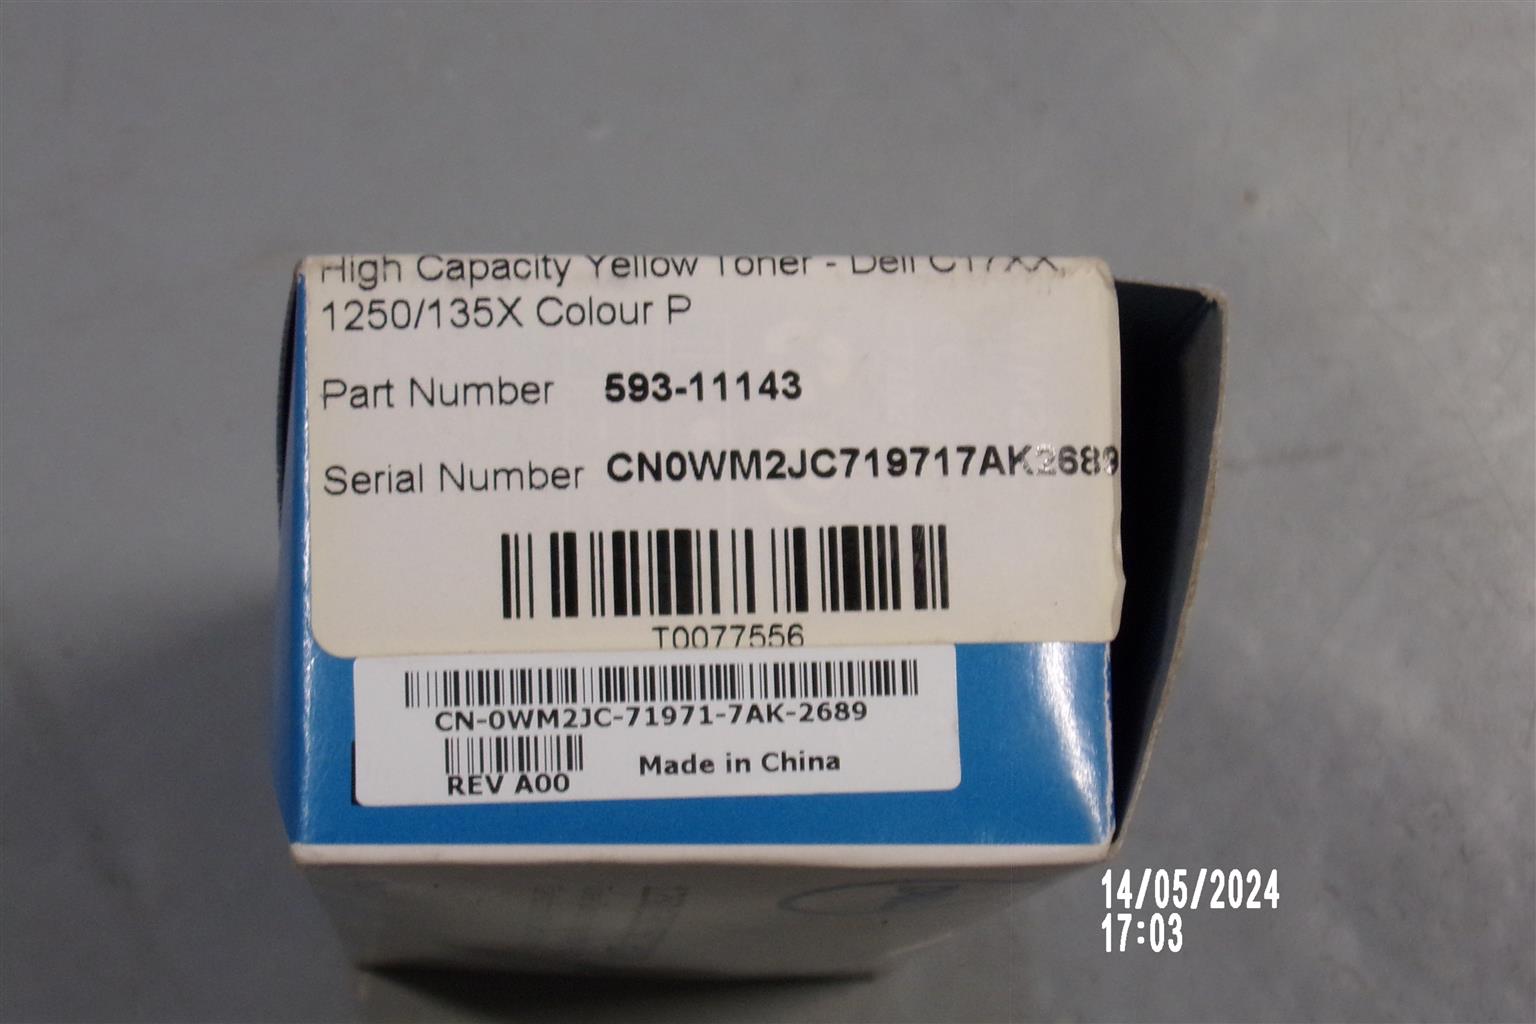 High Capacity Yellow Toner - Dell C17XX,
1250/135X Colour P
Part Number 593-11143
Serial Number CN0WM2JC719717AK2689
T0077556
CN-0WM2JC-71971-7AK-2689
REV A00 Made in China
14/05/2024
17:03